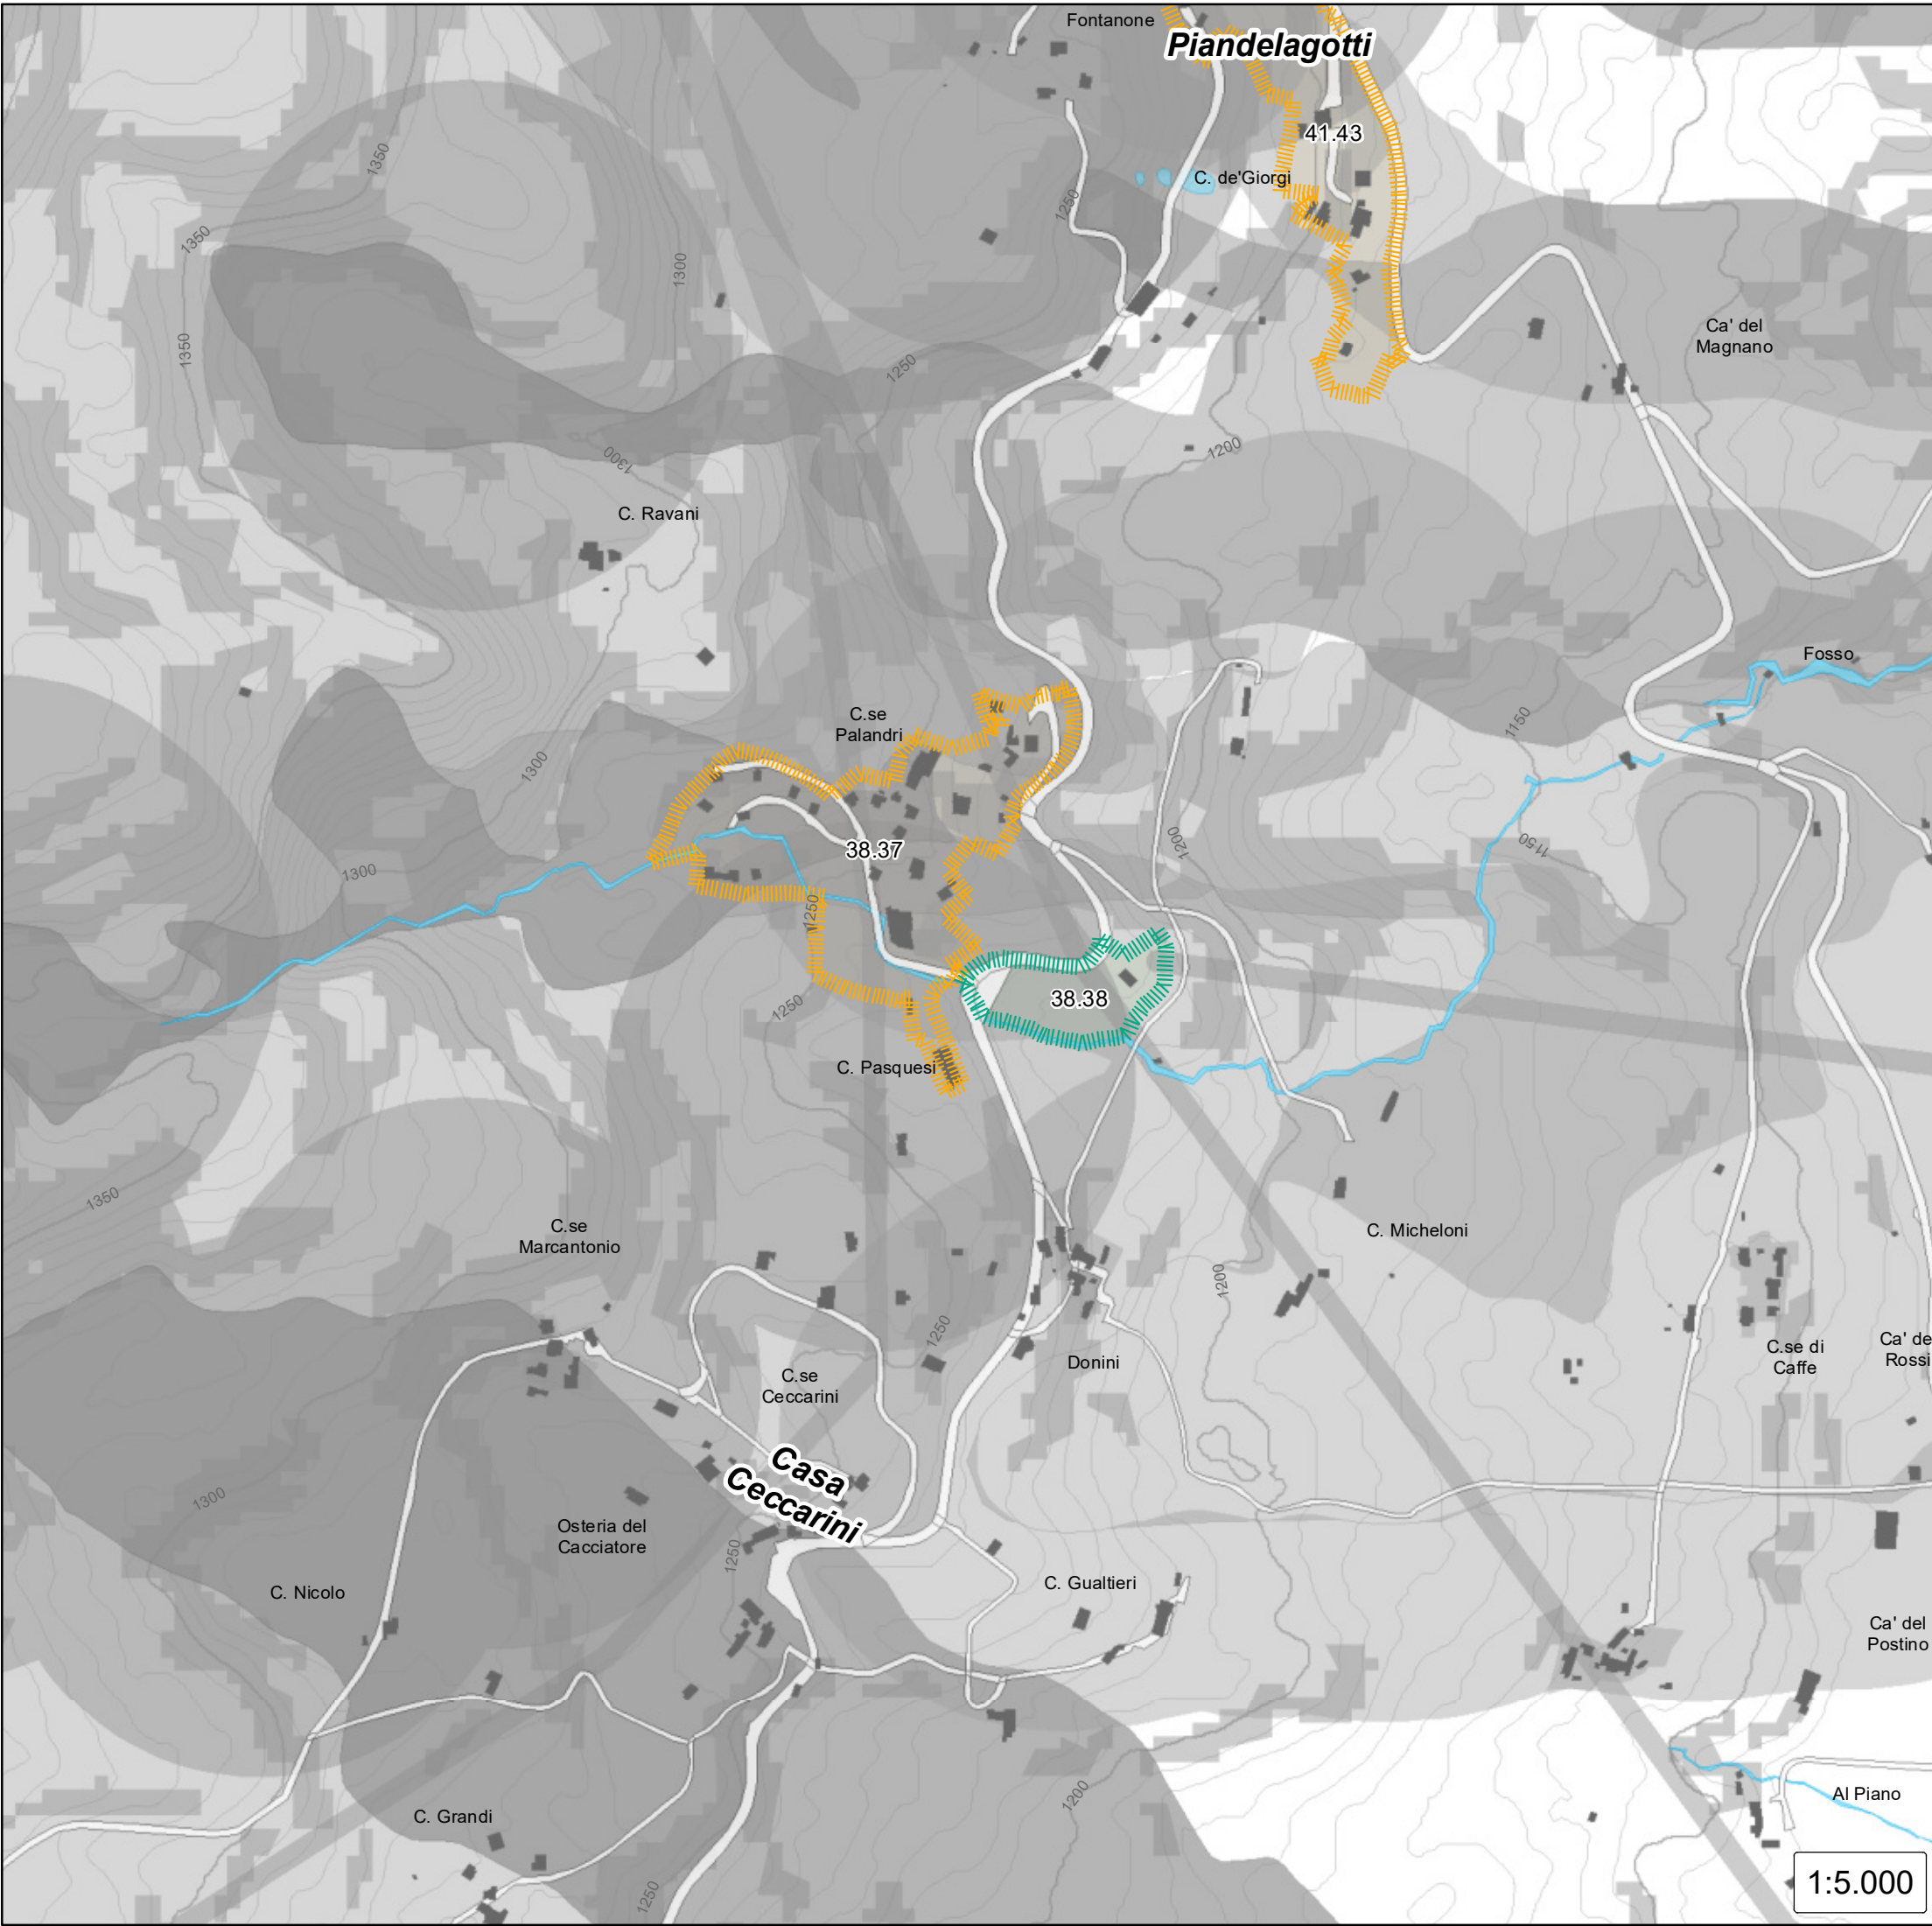 Fontanone
Piandelagotti
41.43
1350
C. de'Giorgi
1250
1350
1300
Ca' del
Magnano
1350
1250
1200
1300
C. Ravani
Fosso
C.se
Palandri
1150
1300
1200
1150
38.37
1300
1250
38.38
1250
C. Pasquesi
1350
C.se
Marcantonio
C. Micheloni
1200
1250
Donini
C.se di
Caffe
Ca' de
Rossi
C.se
Ceccarini
Casa
Ceccarini
1300
Osteria del
Cacciatore
1250
C. Nicolo
C. Gualtieri
Ca' del
Postino
1200
Al Piano
C. Grandi
1250
1:5.000